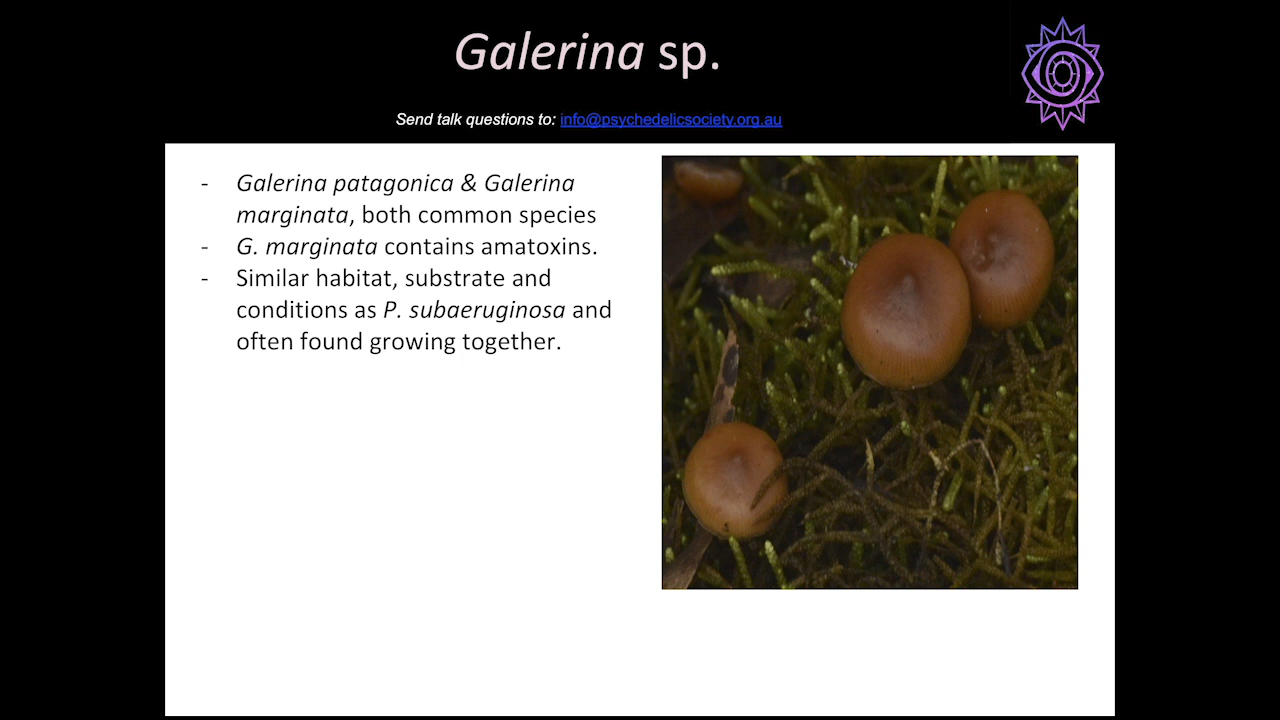 Galerina sp.
Send talk questions to: info@psychedelicsociety.org.au
- Galerina patagonica & Galerina
marginata, both common species
- G. marginata contains amatoxins.
- Similar habitat, substrate and
conditions as P. subaeruginosa and
often found growing together.